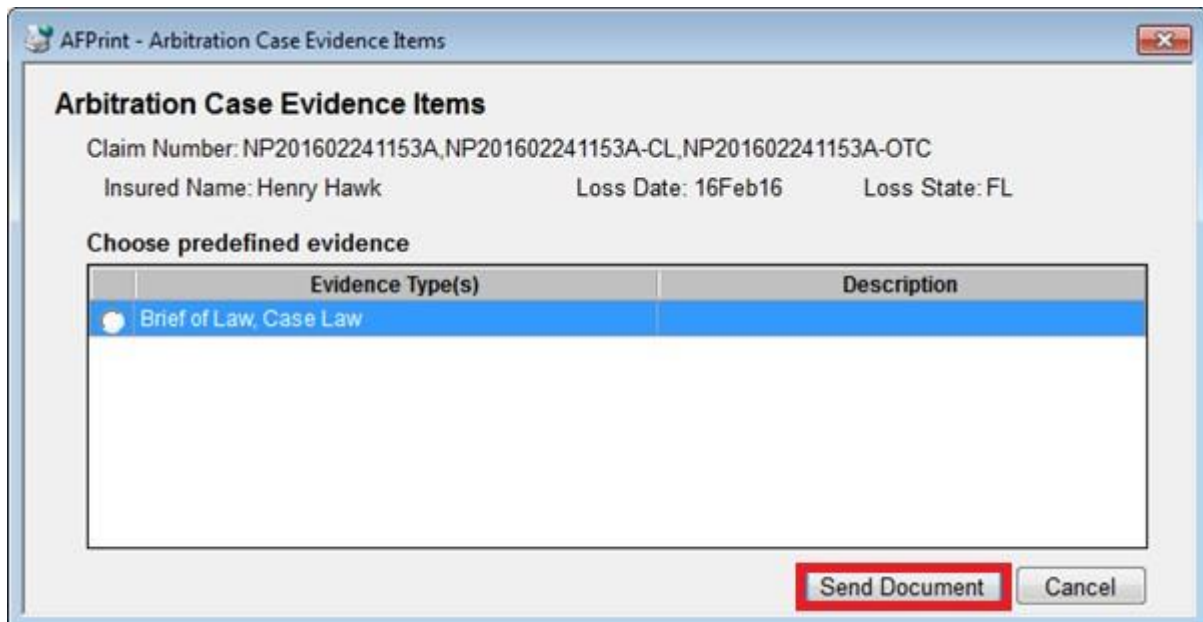 AFPrint - Arbitration Case Evidence Items
Arbitration Case Evidence Items
Claim Number: NP201602241153A,NP201602241153A-CL,NP201602241153A-OTC
Insured Name: Henry Hawk Loss Date: 16Feb16 Loss State: FL
Choose predefined evidence
Evidence Type(s) Description
Brief of Law, Case Law
Send Document Cancel